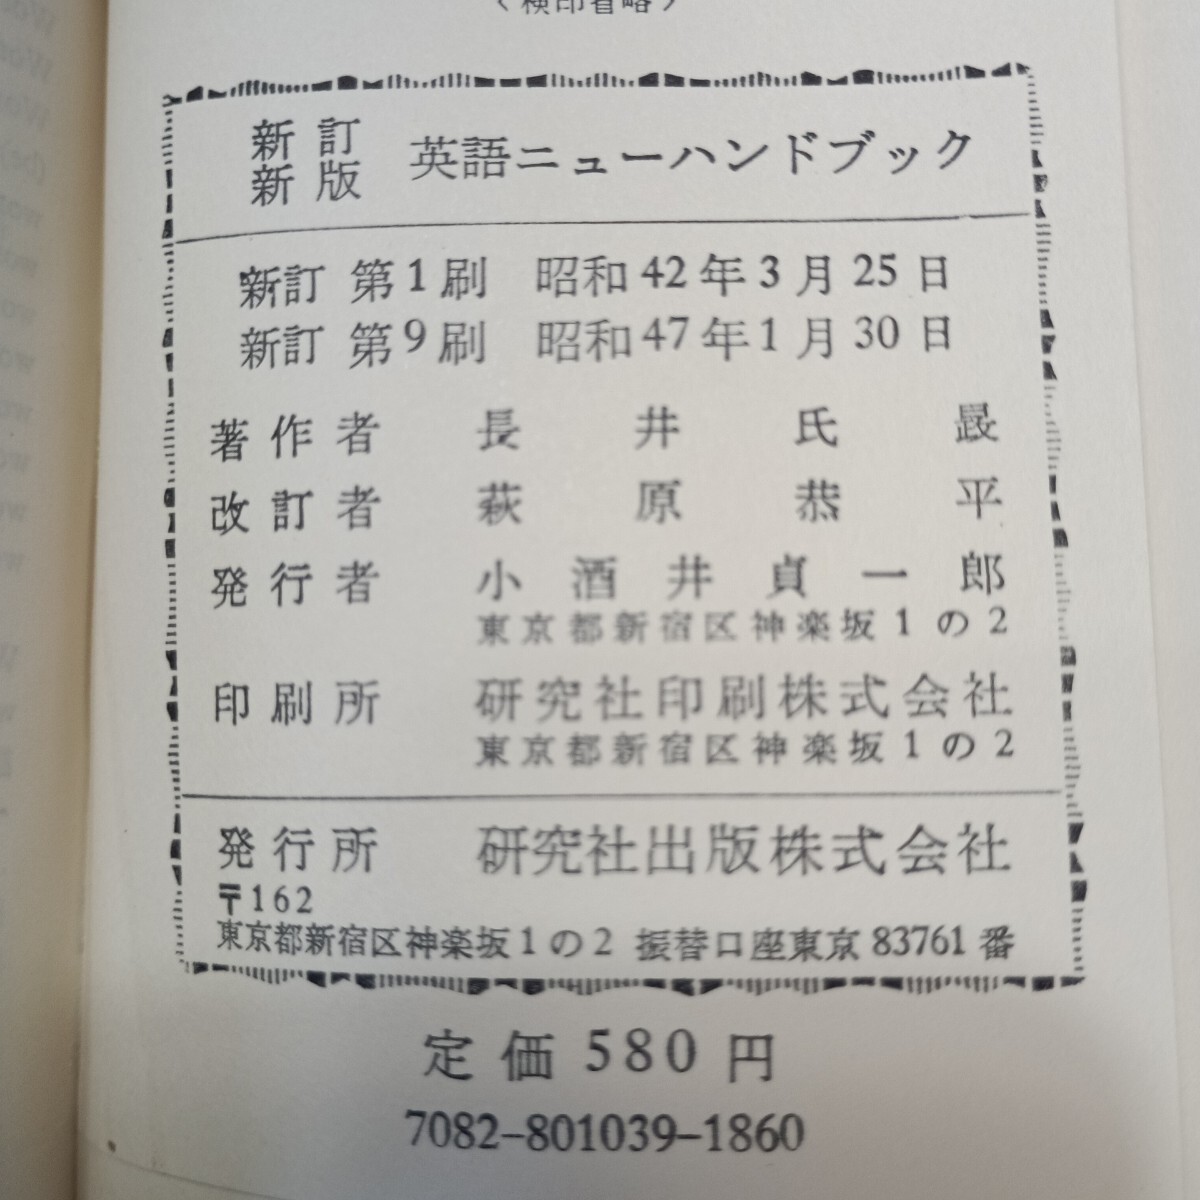 〈検印省略〉
新訂
新版 英語ニューハンドブック
新訂 第1刷 昭和42年3月25日
新訂 第9刷 昭和47年1月30日
著作者 長井氏晸
改訂者 萩原恭平
発行者 小酒井貞一郎
東京都新宿区神楽坂1の2
印刷所 研究社印刷株式会社
東京都新宿区神楽坂1の2
発行所 研究社出版株式会社
〒162
東京都新宿区神楽坂1の2 振替口座東京83761番
定価580円
7082-801039-1860